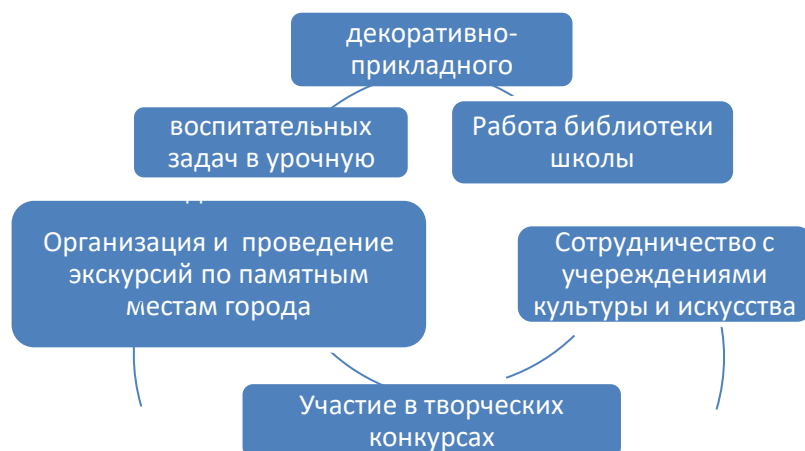 декоративно-
прикладного
воспитательных
задач в урочную
Работа библиотеки
школы
Организация и проведение
экскурсий по памятным
местам города
Сотрудничество с
учереждениями
культуры и искусства
Участие в творческих
конкурсах